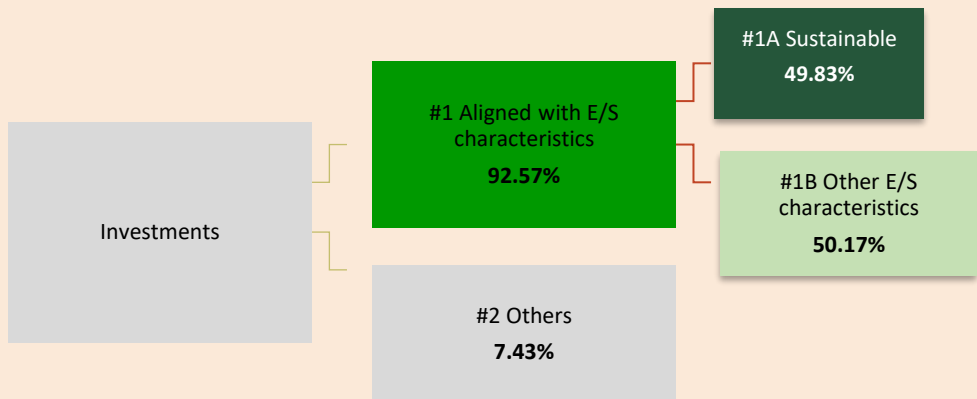 Investments
#1 Aligned with E/S
characteristics
92.57%
#2 Others
7.43%
#1A Sustainable
49.83%
#1B Other E/S
characteristics
50.17%